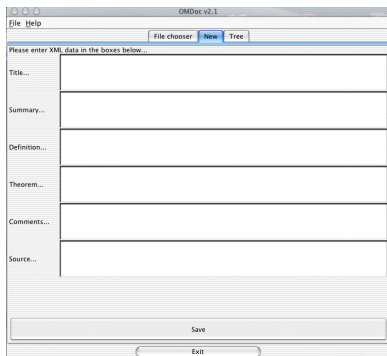 OMDoc v2.1
File Help
File chooser New Tree
Please enter XML data in the boxes below...
Title...
Summary...
Definition...
Theorem...
Comments...
Source...
Save
Exit